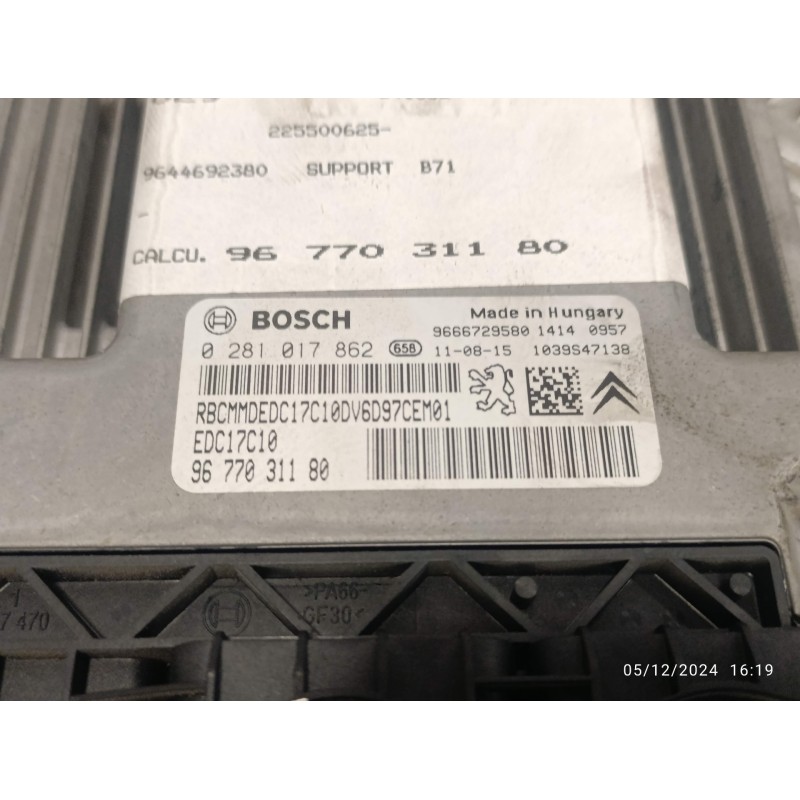 225500625-
9644692380 SUPPORT B71
-
CALCU. 96 770 311 80
BOSCH Made in Hungary
9666729580 1414 0957
0 281 017 862 658 11-08-15 1039S47138
RBCMMDEDC17C10DV6D97CEM01
EDC17C10
96 770 311 80
>PA66-
GF30<
7 470
05/12/2024 16:19